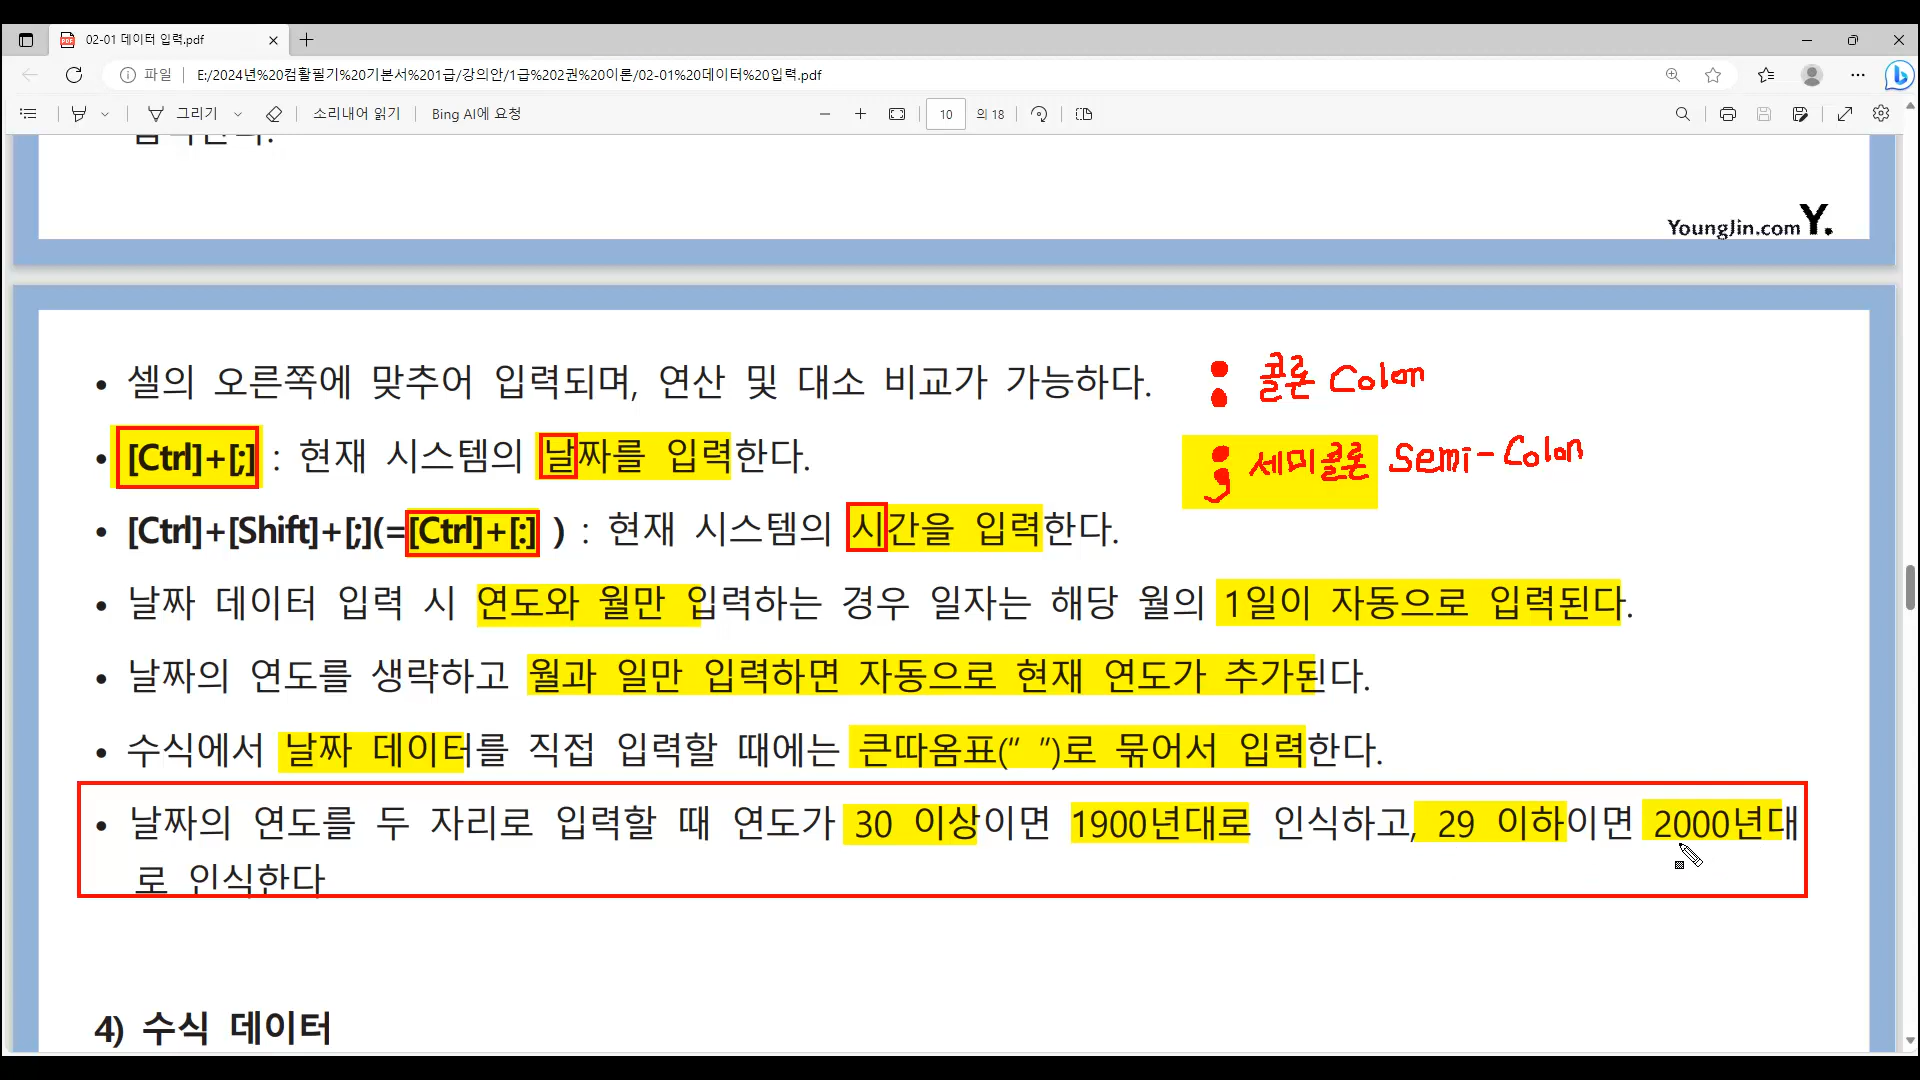 02-01 데이터 입력.pdf
파일 E:/2024년%20컴활필기%20기본서%201급/강의안/1급%202권%20이론/02-01%20데이터%20입력.pdf
그리기 소리내어 읽기 Bing AI에 요청 10 의 18
YoungJin.com Y.
• 셀의 오른쪽에 맞추어 입력되며, 연산 및 대소 비교가 가능하다.
: 콜론 Colon
• [Ctrl]+[;] : 현재 시스템의 날짜를 입력한다.
; 세미콜론 Semi-Colon
• [Ctrl]+[Shift]+[;](=[Ctrl]+[:] ) : 현재 시스템의 시간을 입력한다.
• 날짜 데이터 입력 시 연도와 월만 입력하는 경우 일자는 해당 월의 1일이 자동으로 입력된다.
• 날짜의 연도를 생략하고 월과 일만 입력하면 자동으로 현재 연도가 추가된다.
• 수식에서 날짜 데이터를 직접 입력할 때에는 큰따옴표(“ ”)로 묶어서 입력한다.
• 날짜의 연도를 두 자리로 입력할 때 연도가 30 이상이면 1900년대로 인식하고, 29 이하이면 2000년대
로 인식한다
4) 수식 데이터